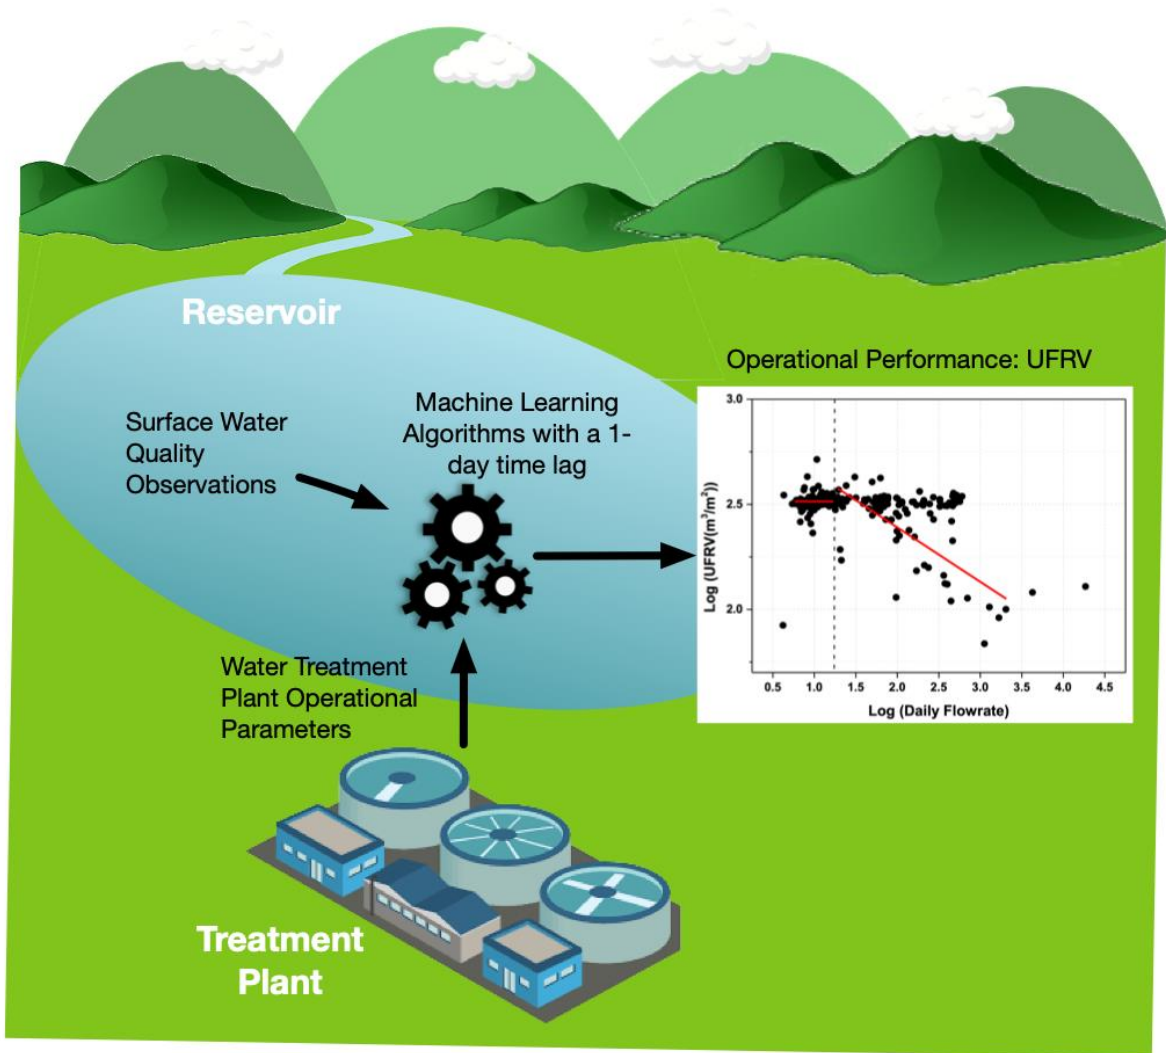 Reservoir
Operational Performance: UFRV
Surface Water
Quality
Observations
Machine Learning
Algorithms with a 1-
day time lag
3.0
2.5
2.0
Log (UFRV(m³/m²))
0.5 1.0 1.5 2.0 2.5 3.0 3.5 4.0 4.5
Log (Daily Flowrate)
Water Treatment
Plant Operational
Parameters
Treatment
Plant